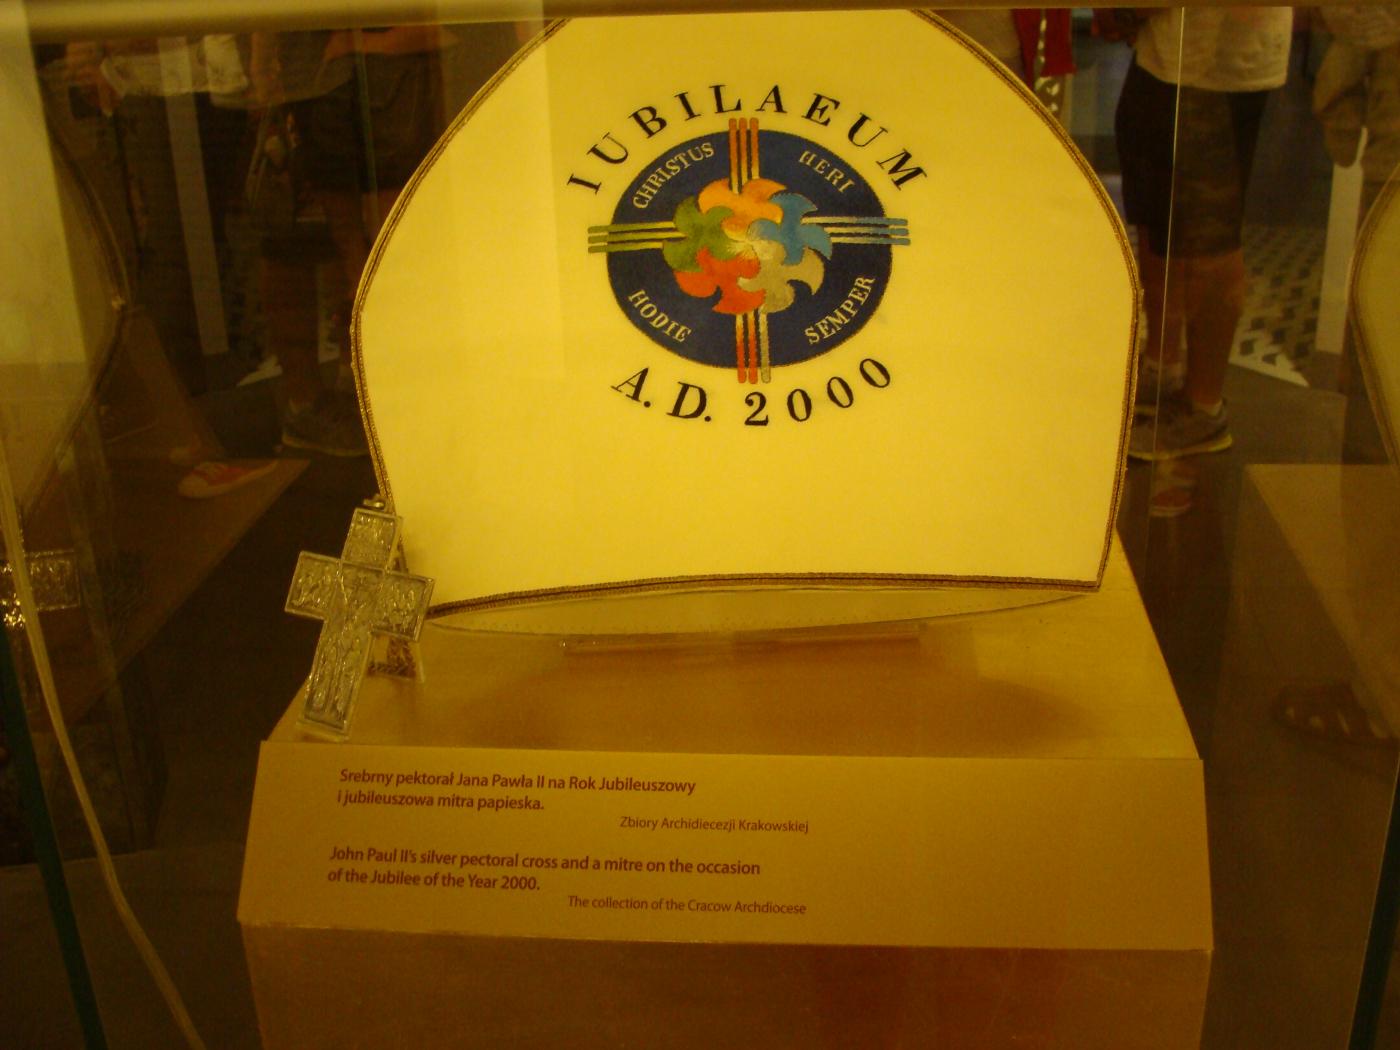 IUBILAEUM
CHRISTUS HERI
HODIE SEMPER
A.D. 2000
Srebrny pektorał Jana Pawła II na Rok Jubileuszowy
i jubileuszowa mitra papieska.
Zbiory Archidiecezji Krakowskiej
John Paul II's silver pectoral cross and a mitre on the occasion
of the Jubilee of the Year 2000.
The collection of the Cracow Archdiocese